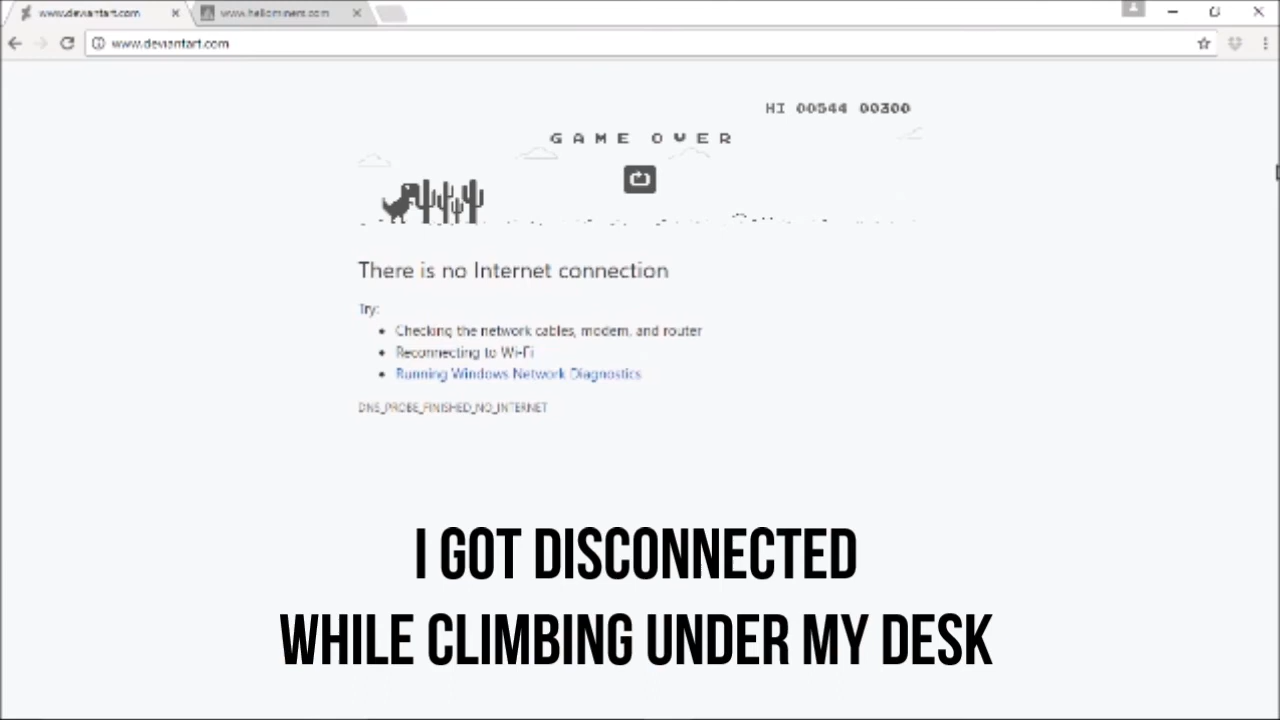 www.deviantart.com
www.hellominers.com
www.deviantart.com
HI 00544 00300
GAME OVER
There is no Internet connection
Try:
Checking the network cables, modem, and router
Reconnecting to Wi-Fi
Running Windows Network Diagnostics
DNS_PROBE_FINISHED_NO_INTERNET
I GOT DISCONNECTED
WHILE CLIMBING UNDER MY DESK